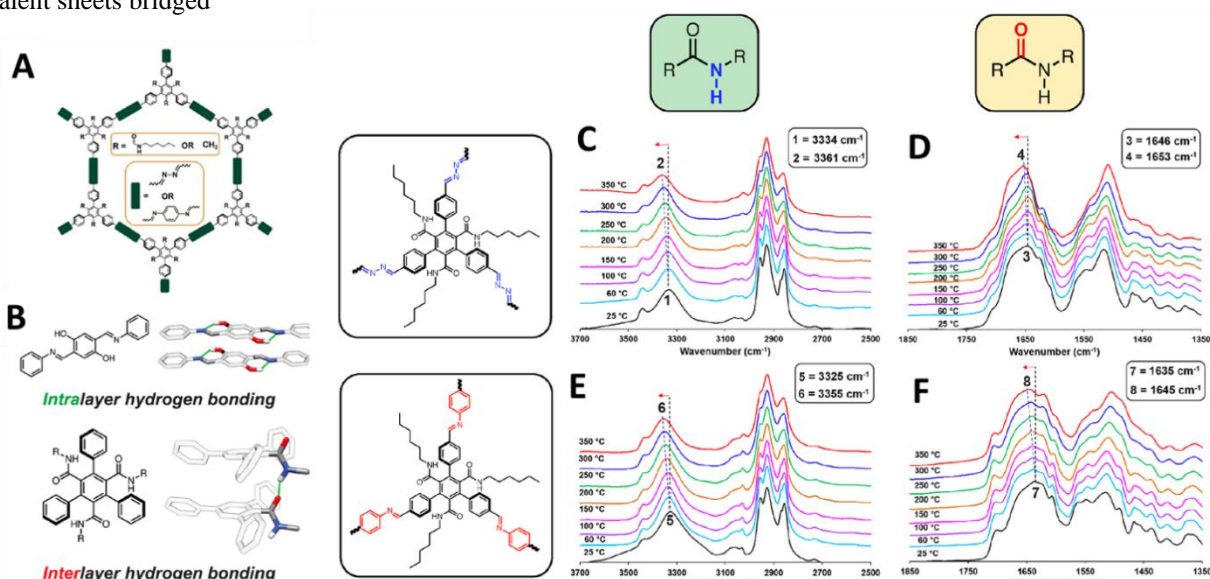 alent sheets bridged
A
R =
O
N
H
OR
CH₃
N
N
=
OR
N
N
B
HO
N
N
OH
Intralayer hydrogen bonding
R
NH
O
O
N
H
R
O
HN
R
Interlayer hydrogen bonding
O
R
N
R
H
O
R
N
R
H
C
1 = 3334 cm⁻¹
2 = 3361 cm⁻¹
2
350 °C
300 °C
250 °C
200 °C
150 °C
100 °C
60 °C
25 °C
1
3700 3500 3300 3100 2900 2700 2500
Wavenumber (cm⁻¹)
D
3 = 1646 cm⁻¹
4 = 1653 cm⁻¹
4
350 °C
300 °C
250 °C
200 °C
150 °C
100 °C
60 °C
25 °C
3
1850 1750 1650 1550 1450 1350
Wavenumber (cm⁻¹)
E
5 = 3325 cm⁻¹
6 = 3355 cm⁻¹
6
350 °C
300 °C
250 °C
200 °C
150 °C
100 °C
60 °C
25 °C
5
3700 3500 3300 3100 2900 2700 2500
F
7 = 1635 cm⁻¹
8 = 1645 cm⁻¹
8
350 °C
300 °C
250 °C
200 °C
150 °C
100 °C
60 °C
25 °C
7
1850 1750 1650 1550 1450 1350